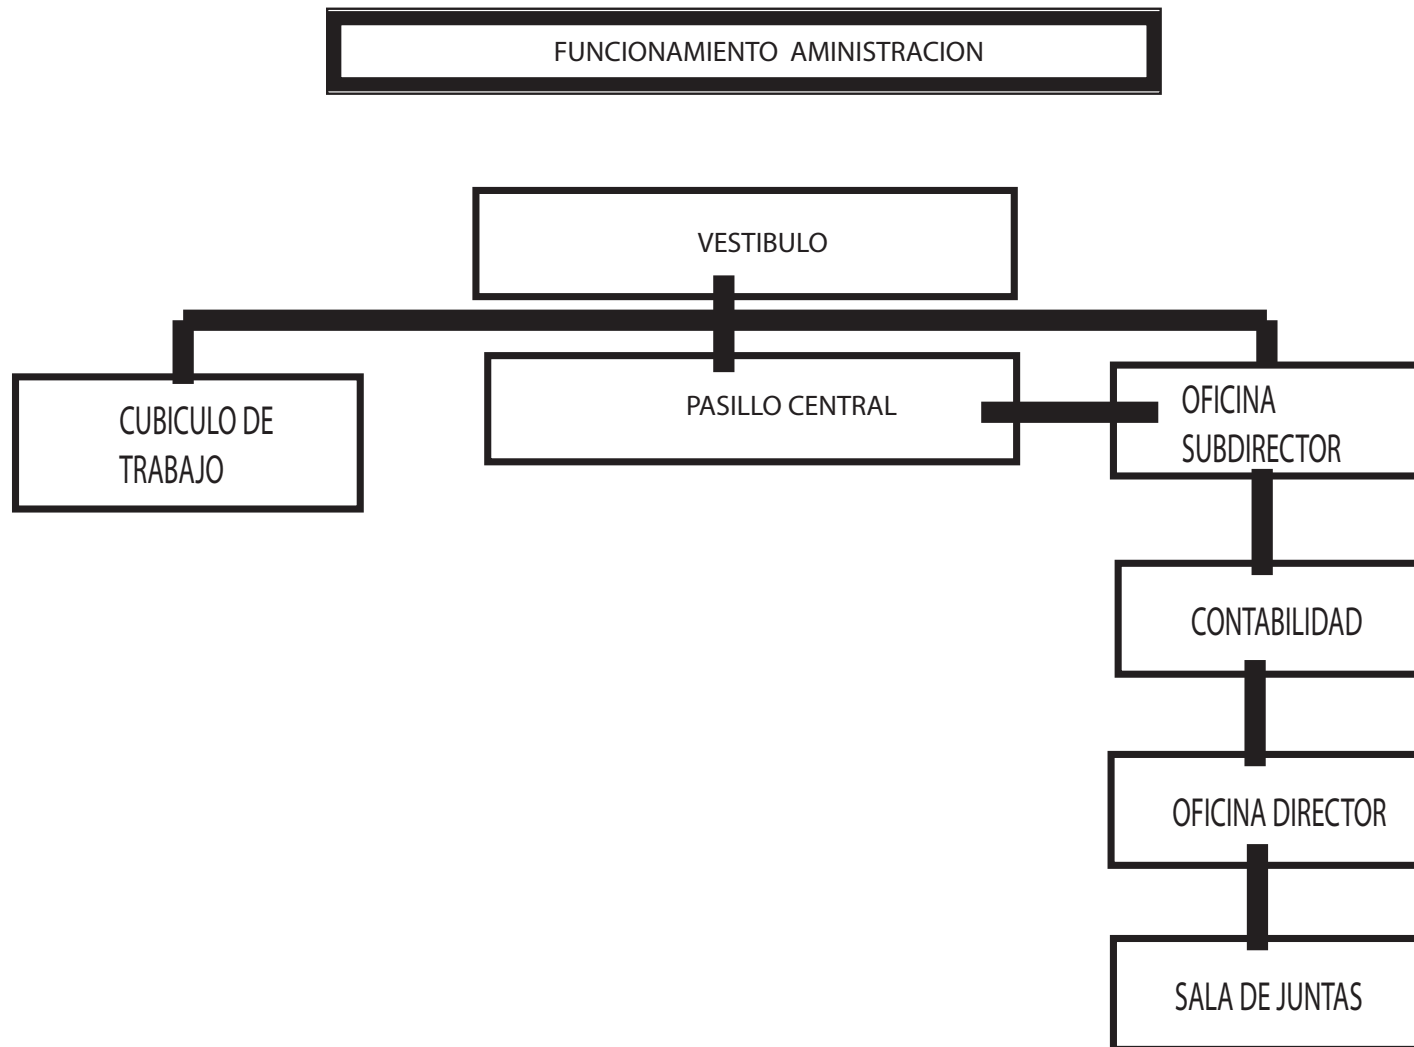 FUNCIONAMIENTO AMINISTRACION
VESTIBULO
CUBICULO DE
TRABAJO
PASILLO CENTRAL
OFICINA
SUBDIRECTOR
CONTABILIDAD
OFICINA DIRECTOR
SALA DE JUNTAS